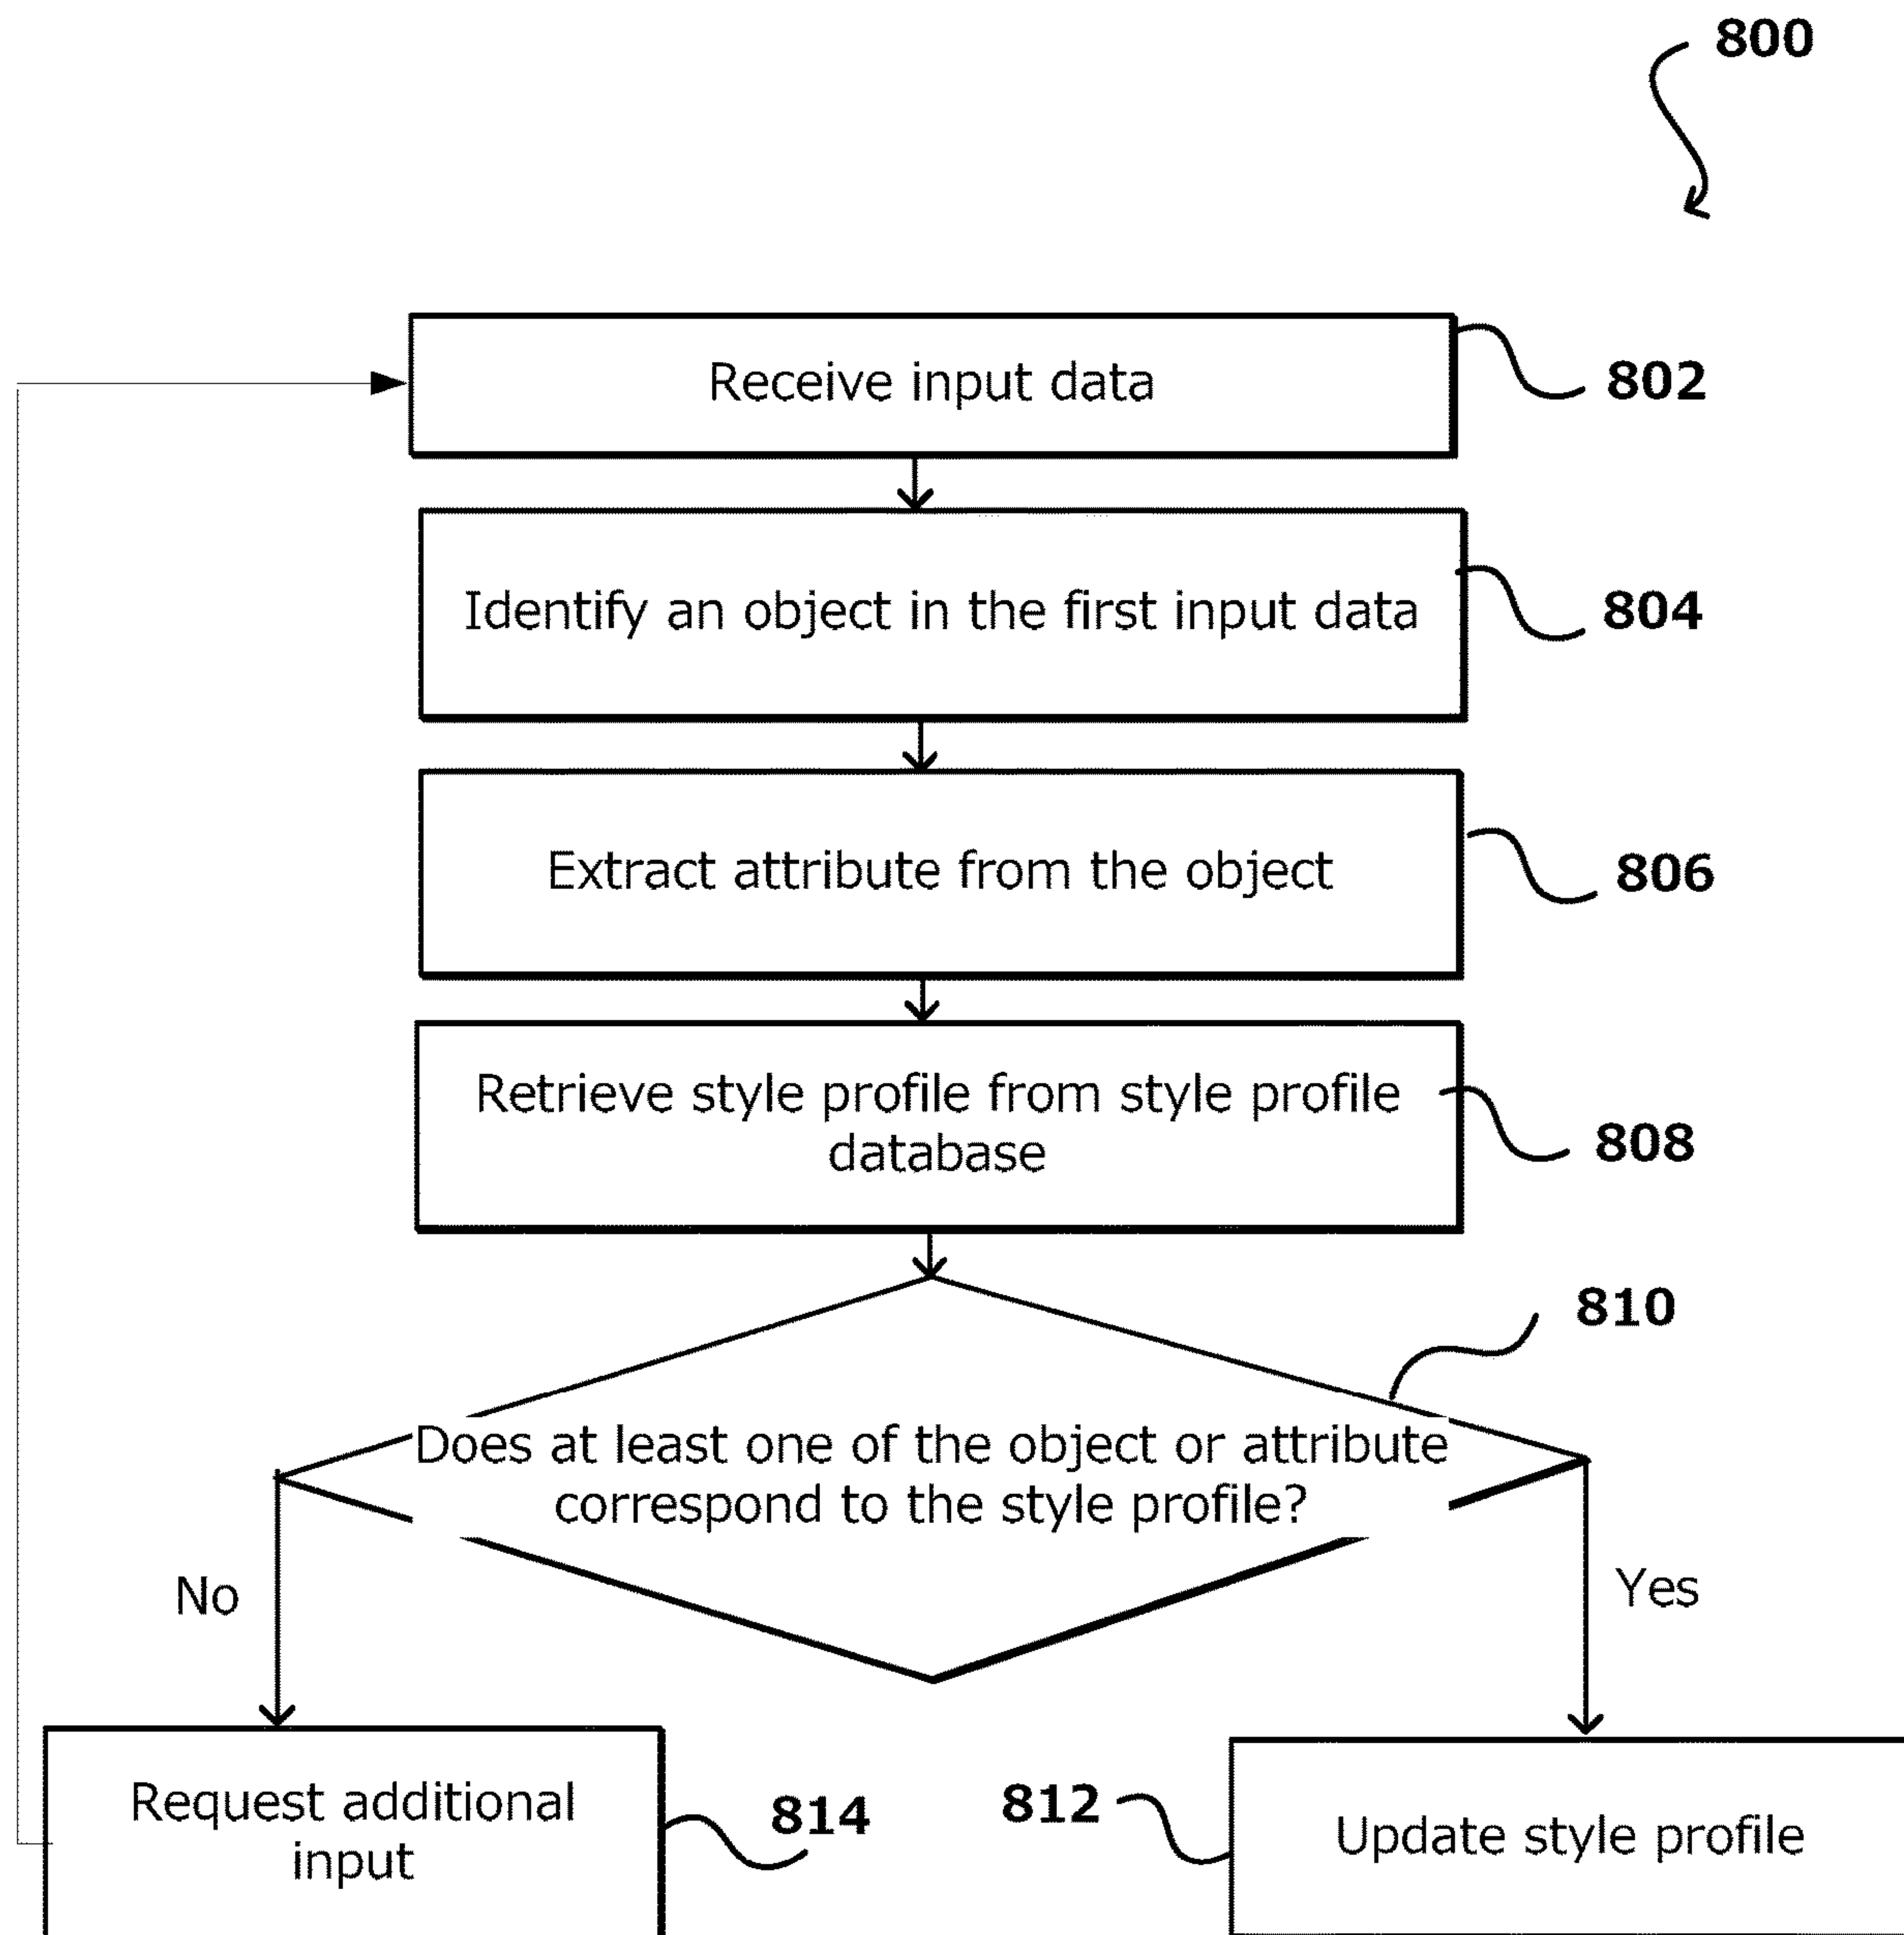 800
Receive input data
802
Identify an object in the first input data
804
Extract attribute from the object
806
Retrieve style profile from style profile
database
808
810
Does at least one of the object or attribute
correspond to the style profile?
No
Yes
Request additional
input
814
812
Update style profile